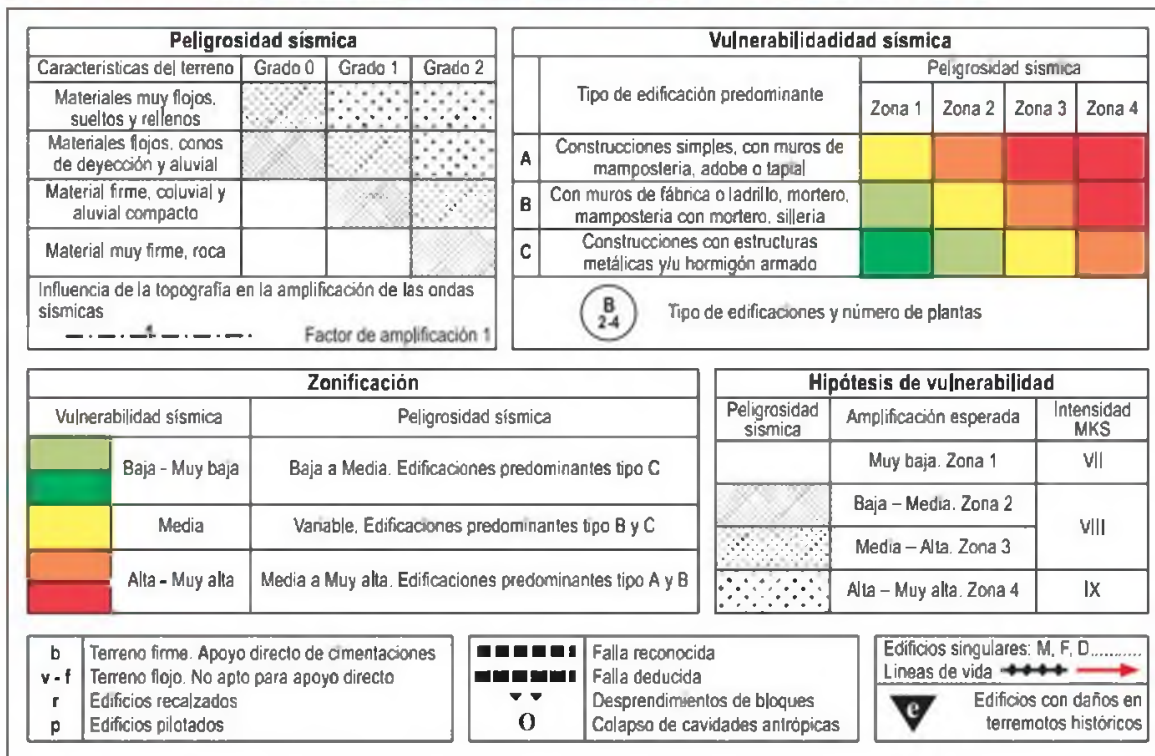 Peligrosidad sísmica
Características del terreno Grado 0 Grado 1 Grado 2
Materiales muy flojos,
sueltos y rellenos
Materiales flojos, conos
de deyección y aluvial
Material firme, coluvial y
aluvial compacto
Material muy firme, roca
Influencia de la topografía en la amplificación de las ondas
sísmicas
1 Factor de amplificación 1
Vulnerabilidadidad sísmica
Tipo de edificación predominante
Peligrosidad sísmica
Zona 1 Zona 2 Zona 3 Zona 4
A Construcciones simples, con muros de
mamposteria, adobe o tapial
B Con muros de fábrica o ladrillo, mortero,
mamposteria con mortero, silleria
C Construcciones con estructuras
metálicas y/u hormigón armado
B
2-4
Tipo de edificaciones y número de plantas
Zonificación
Vulnerabilidad sísmica Peligrosidad sísmica
Baja - Muy baja Baja a Media. Edificaciones predominantes tipo C
Media Variable, Edificaciones predominantes tipo B y C
Alta - Muy alta Media a Muy alta. Edificaciones predominantes tipo A y B
Hipótesis de vulnerabilidad
Peligrosidad
sísmica
Amplificación esperada
Intensidad
MKS
Muy baja. Zona 1 VII
Baja – Media. Zona 2
VIII
Media – Alta. Zona 3
Alta – Muy alta. Zona 4 IX
b Terreno firme. Apoyo directo de cimentaciones
v - f Terreno flojo. No apto para apoyo directo
r Edificios recalzados
p Edificios pilotados
Falla reconocida
Falla deducida
Desprendimientos de bloques
O Colapso de cavidades antrópicas
Edificios singulares: M, F, D...........
Lineas de vida
e Edificios con daños en
terremotos históricos